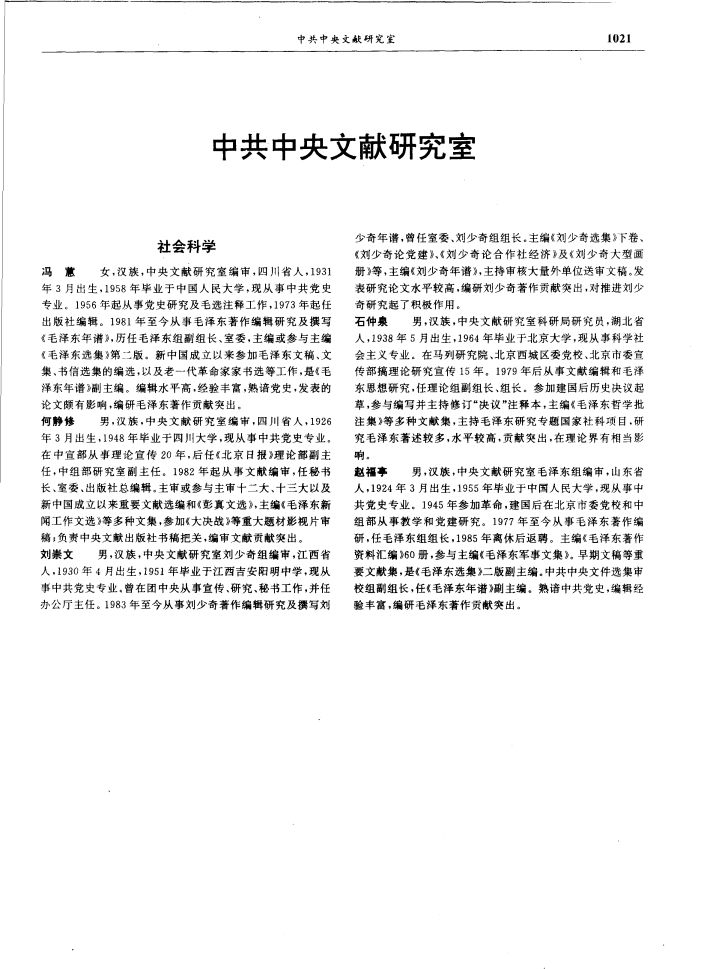 中共中央文献研究室 1021
中共中央文献研究室
社会科学
冯蕙 女,汉族,中央文献研究室编审,四川省人,1931
年3月出生,1958年毕业于中国人民大学,现从事中共党史
专业。1956年起从事党史研究及毛选注释工作,1973年起任
出版社编辑。1981年至今从事毛泽东著作编辑研究及撰写
《毛泽东年谱》,历任毛泽东组副组长、室委,主编或参与主编
《毛泽东选集》第二版。新中国成立以来参加毛泽东文稿、文
集、书信选集的编选,以及老一代革命家家书选等工作,是《毛
泽东年谱》副主编。编辑水平高,经验丰富,熟谙党史,发表的
论文颇有影响,编研毛泽东著作贡献突出。
何静修 男,汉族,中央文献研究室编审,四川省人,1926
年3月出生,1948年毕业于四川大学,现从事中共党史专业。
在中宣部从事理论宣传20年,后任《北京日报》理论部副主
任,中组部研究室副主任。1982年起从事文献编审,任秘书
长、室委、出版社总编辑。主审或参与主审十二大、十三大以及
新中国成立以来重要文献选编和《彭真文选》,主编《毛泽东新
闻工作文选》等多种文集,参加《大决战》等重大题材影视片审
稿;负责中央文献出版社书稿把关,编审文献贡献突出。
刘崇文 男,汉族,中央文献研究室刘少奇组编审,江西省
人,1930年4月出生,1951年毕业于江西吉安阳明中学,现从
事中共党史专业。曾在团中央从事宣传、研究、秘书工作,并任
办公厅主任。1983年至今从事刘少奇著作编辑研究及撰写刘
少奇年谱,曾任室委、刘少奇组组长。主编《刘少奇选集》下卷、
《刘少奇论党建》、《刘少奇论合作社经济》及《刘少奇大型画
册》等,主编《刘少奇年谱》,主持审核大量外单位送审文稿。发
表研究论文水平较高,编研刘少奇著作贡献突出,对推进刘少
奇研究起了积极作用。
石仲泉 男,汉族,中央文献研究室科研局研究员,湖北省
人,1938年5月出生,1964年毕业于北京大学,现从事科学社
会主义专业。在马列研究院、北京西城区委党校、北京市委宣
传部搞理论研究宣传15年。1979年后从事文献编辑和毛泽
东思想研究,任理论组副组长、组长。参加建国后历史决议起
草,参与编写并主持修订“决议”注释本,主编《毛泽东哲学批
注集》等多种文献集,主持毛泽东研究专题国家社科项目,研
究毛泽东著述较多,水平较高,贡献突出,在理论界有相当影
响。
赵福亭 男,汉族,中央文献研究室毛泽东组编审,山东省
人,1924年3月出生,1955年毕业于中国人民大学,现从事中
共党史专业。1945年参加革命,建国后在北京市委党校和中
组部从事教学和党建研究。1977年至今从事毛泽东著作编
研,任毛泽东组组长,1985年离休后返聘。主编《毛泽东著作
资料汇编》60册,参与主编《毛泽东军事文集》。早期文稿等重
要文献集,是《毛泽东选集》二版副主编。中共中央文件选集审
校组副组长,任《毛泽东年谱》副主编。熟谙中共党史,编辑经
验丰富,编研毛泽东著作贡献突出。